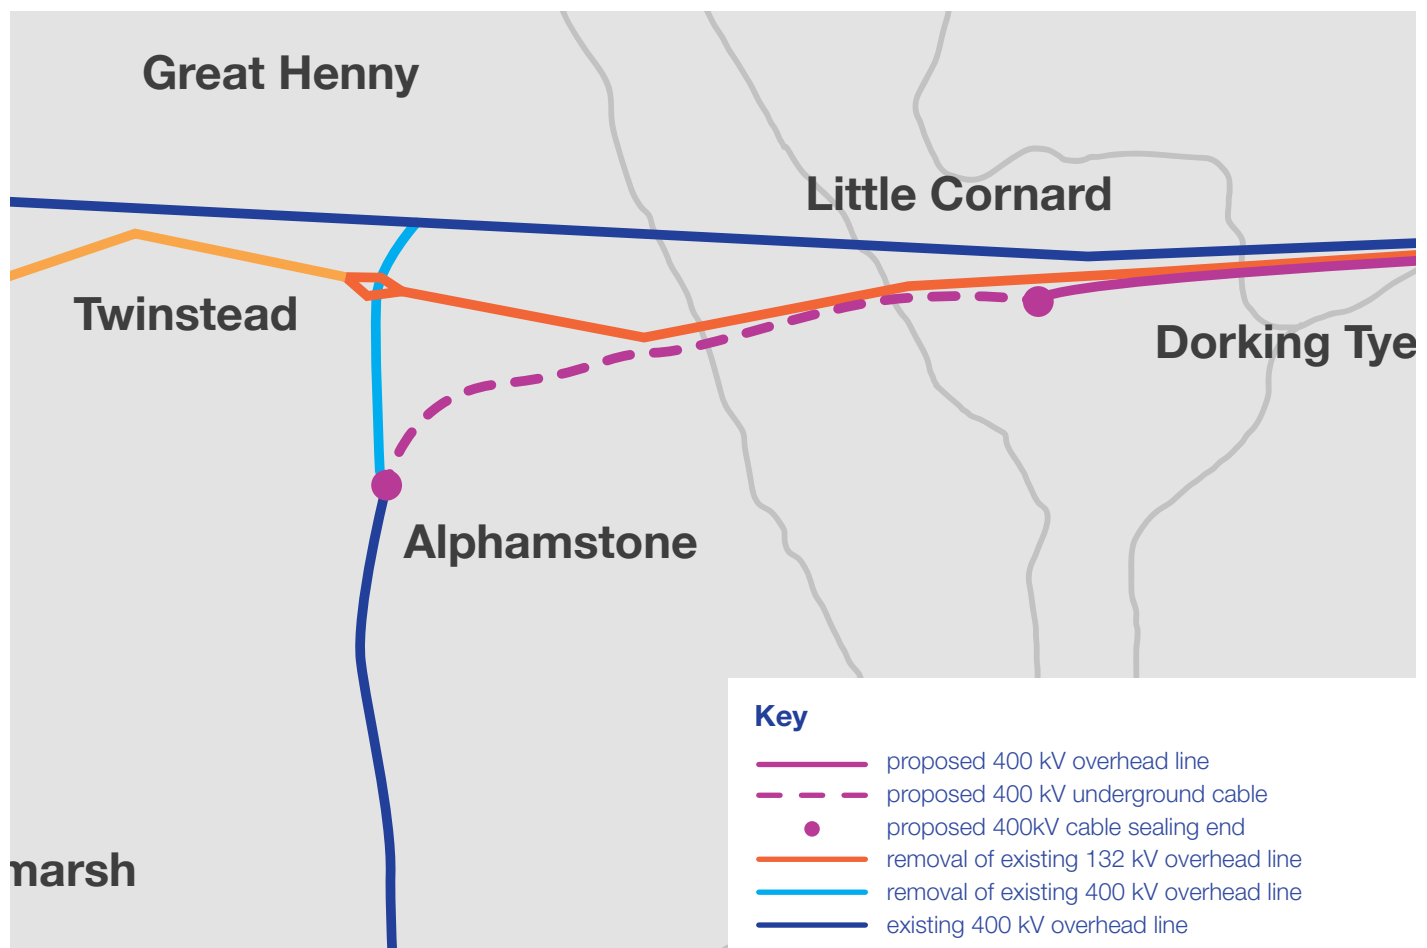 Great Henny
Little Cornard
Twinstead
Dorking Tye
Alphamstone
marsh
Key
proposed 400 kV overhead line
proposed 400 kV underground cable
proposed 400kV cable sealing end
removal of existing 132 kV overhead line
removal of existing 400 kV overhead line
existing 400 kV overhead line